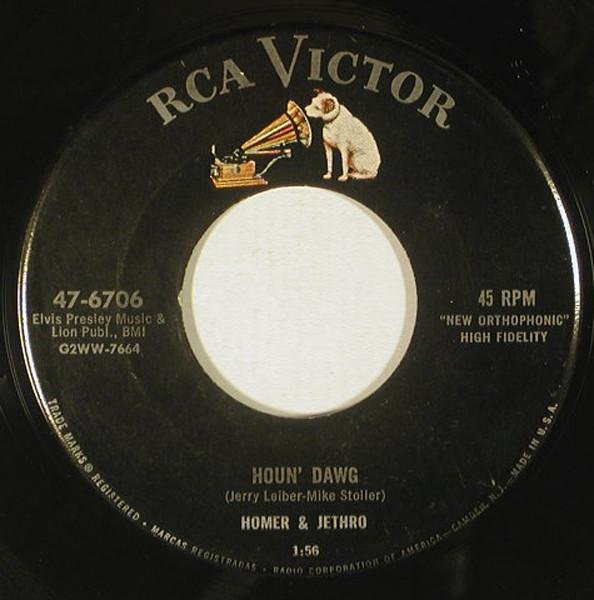 RCA VICTOR
47-6706
Elvis Presley Music &
Lion Publ., BMI
G2WW-7664
45 RPM
"NEW ORTHOPHONIC"
HIGH FIDELITY
HOUN' DAWG
(Jerry Leiber-Mike Stoller)
HOMER & JETHRO
1:56
TRADE MARKS ® REGISTERED • MARCAS REGISTRADAS • RADIO CORPORATION OF AMERICA—CAMDEN, N.J.—MADE IN U.S.A.